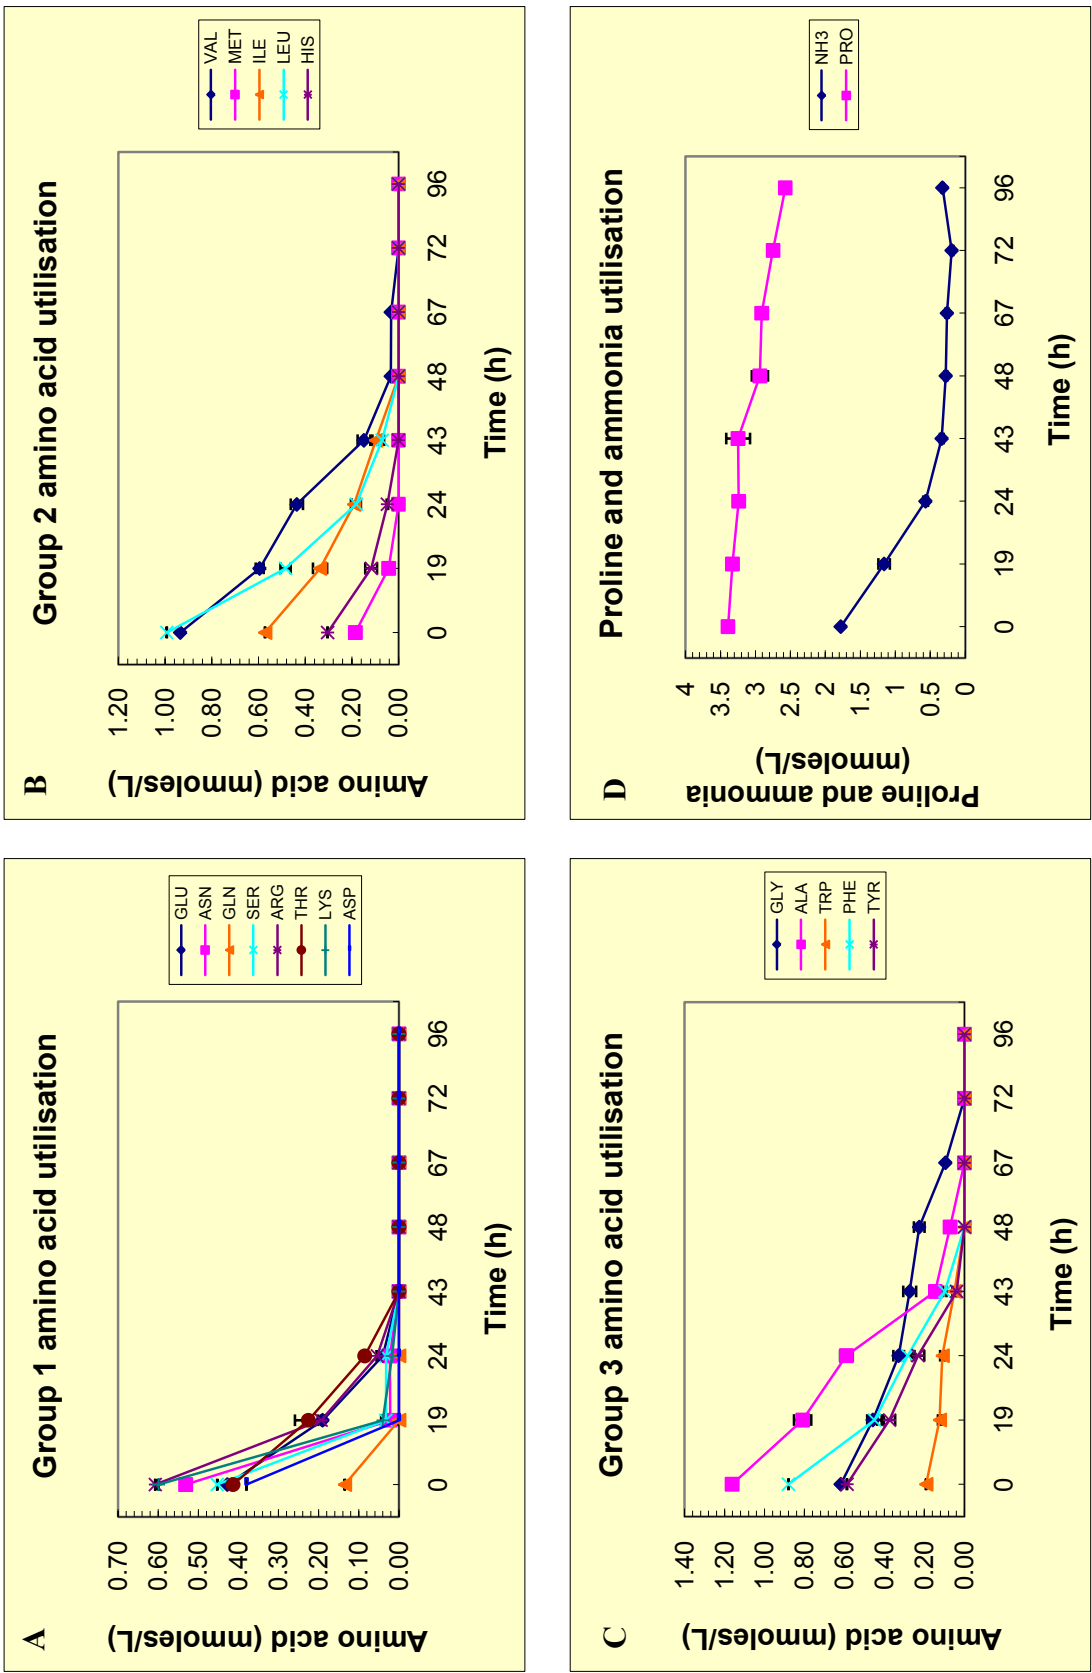 A
Group 1 amino acid utilisation
Amino acid (mmoles/L)
0.70
0.60
0.50
0.40
0.30
0.20
0.10
0.00
0 19 24 43 48 67 72 96
Time (h)
GLU
ASN
GLN
SER
ARG
THR
LYS
ASP
B
Group 2 amino acid utilisation
Amino acid (mmoles/L)
1.20
1.00
0.80
0.60
0.40
0.20
0.00
0 19 24 43 48 67 72 96
Time (h)
VAL
MET
ILE
LEU
HIS
C
Group 3 amino acid utilisation
Amino acid (mmoles/L)
1.40
1.20
1.00
0.80
0.60
0.40
0.20
0.00
0 19 24 43 48 67 72 96
Time (h)
GLY
ALA
TRP
PHE
TYR
D
Proline and ammonia utilisation
Proline and ammonia
(mmoles/L)
4
3.5
3
2.5
2
1.5
1
0.5
0
0 19 24 43 48 67 72 96
Time (h)
NH3
PRO